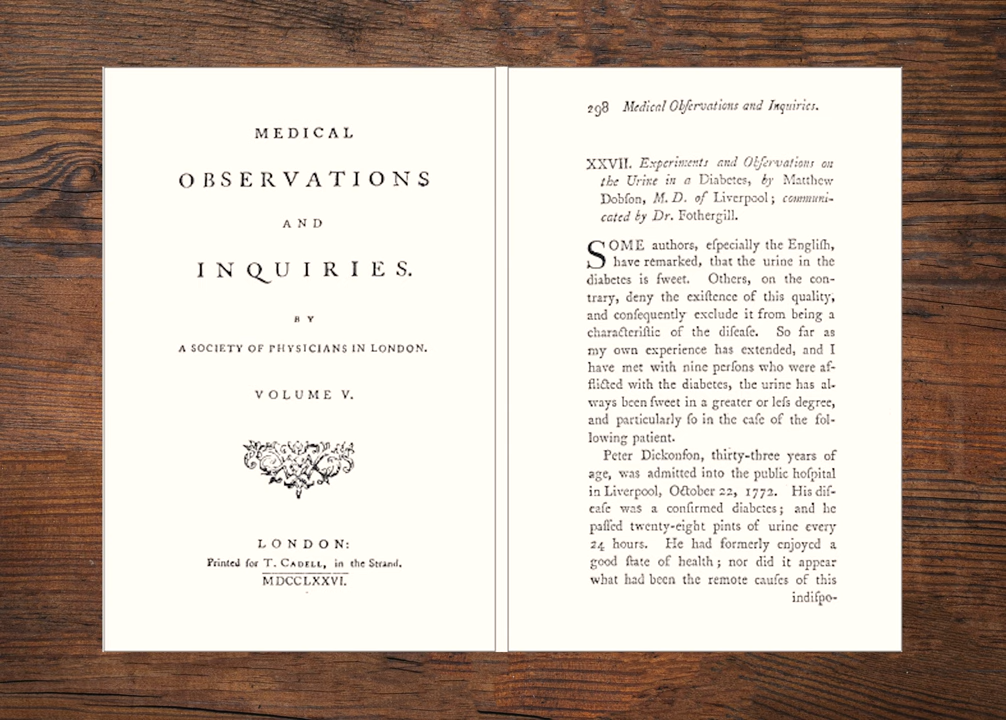 MEDICAL
OBSERVATIONS
AND
INQUIRIES.
BY
A SOCIETY OF PHYSICIANS IN LONDON.
VOLUME V.
LONDON:
Printed for T. CADELL, in the Strand.
MDCCLXXVI.
298 Medical Obſervations and Inquiries.
XXVII. Experiments and Obſervations on
the Urine in a Diabetes, by Matthew
Dobſon, M. D. of Liverpool; communi-
cated by Dr. Fothergill.
SOME authors, eſpecially the Engliſh,
have remarked, that the urine in the
diabetes is ſweet. Others, on the con-
trary, deny the exiſtence of this quality,
and conſequently exclude it from being a
characteriſtic of the diſeaſe. So far as
my own experience has extended, and I
have met with nine perſons who were af-
flicted with the diabetes, the urine has al-
ways been ſweet in a greater or leſs degree,
and particularly ſo in the caſe of the fol-
lowing patient.
Peter Dickonſon, thirty-three years of
age, was admitted into the public hoſpital
in Liverpool, October 22, 1772. His diſ-
eaſe was a confirmed diabetes; and he
paſſed twenty-eight pints of urine every
24 hours. He had formerly enjoyed a
good ſtate of health; nor did it appear
what had been the remote cauſes of this
indiſpo-